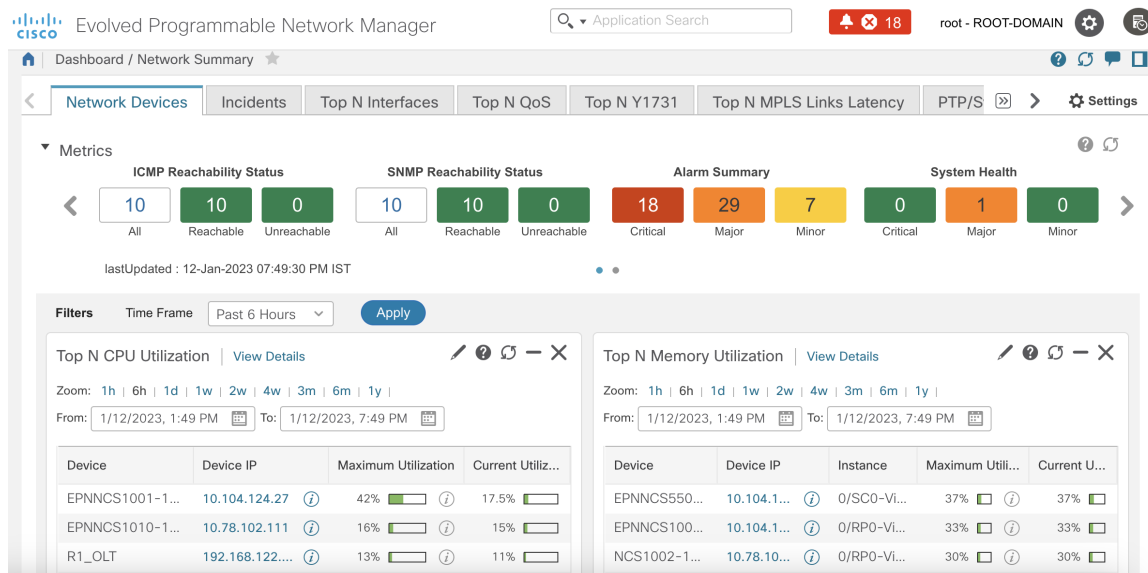 CISCO Evolved Programmable Network Manager Application Search 18 root - ROOT-DOMAIN
Dashboard / Network Summary
Network Devices Incidents Top N Interfaces Top N QoS Top N Y1731 Top N MPLS Links Latency PTP/S Settings
Metrics
ICMP Reachability Status SNMP Reachability Status Alarm Summary System Health
10 10 0 10 10 0 18 29 7 0 1 0
All Reachable Unreachable All Reachable Unreachable Critical Major Minor Critical Major Minor
lastUpdated : 12-Jan-2023 07:49:30 PM IST
Filters Time Frame Past 6 Hours Apply
Top N CPU Utilization | View Details
Zoom: 1h | 6h | 1d | 1w | 2w | 4w | 3m | 6m | 1y |
From: 1/12/2023, 1:49 PM To: 1/12/2023, 7:49 PM
Device Device IP Maximum Utilization Current Utiliz...
EPNNCS1001-1... 10.104.124.27 42% 17.5%
EPNNCS1010-1... 10.78.102.111 16% 15%
R1_OLT 192.168.122.... 13% 11%
Top N Memory Utilization | View Details
Zoom: 1h | 6h | 1d | 1w | 2w | 4w | 3m | 6m | 1y |
From: 1/12/2023, 1:49 PM To: 1/12/2023, 7:49 PM
Device Device IP Instance Maximum Utili... Current U...
EPNNCS550... 10.104.1... 0/SC0-Vi... 37% 37%
EPNNCS100... 10.104.1... 0/RP0-Vi... 33% 33%
NCS1002-1... 10.78.10... 0/RP0-Vi... 30% 30%